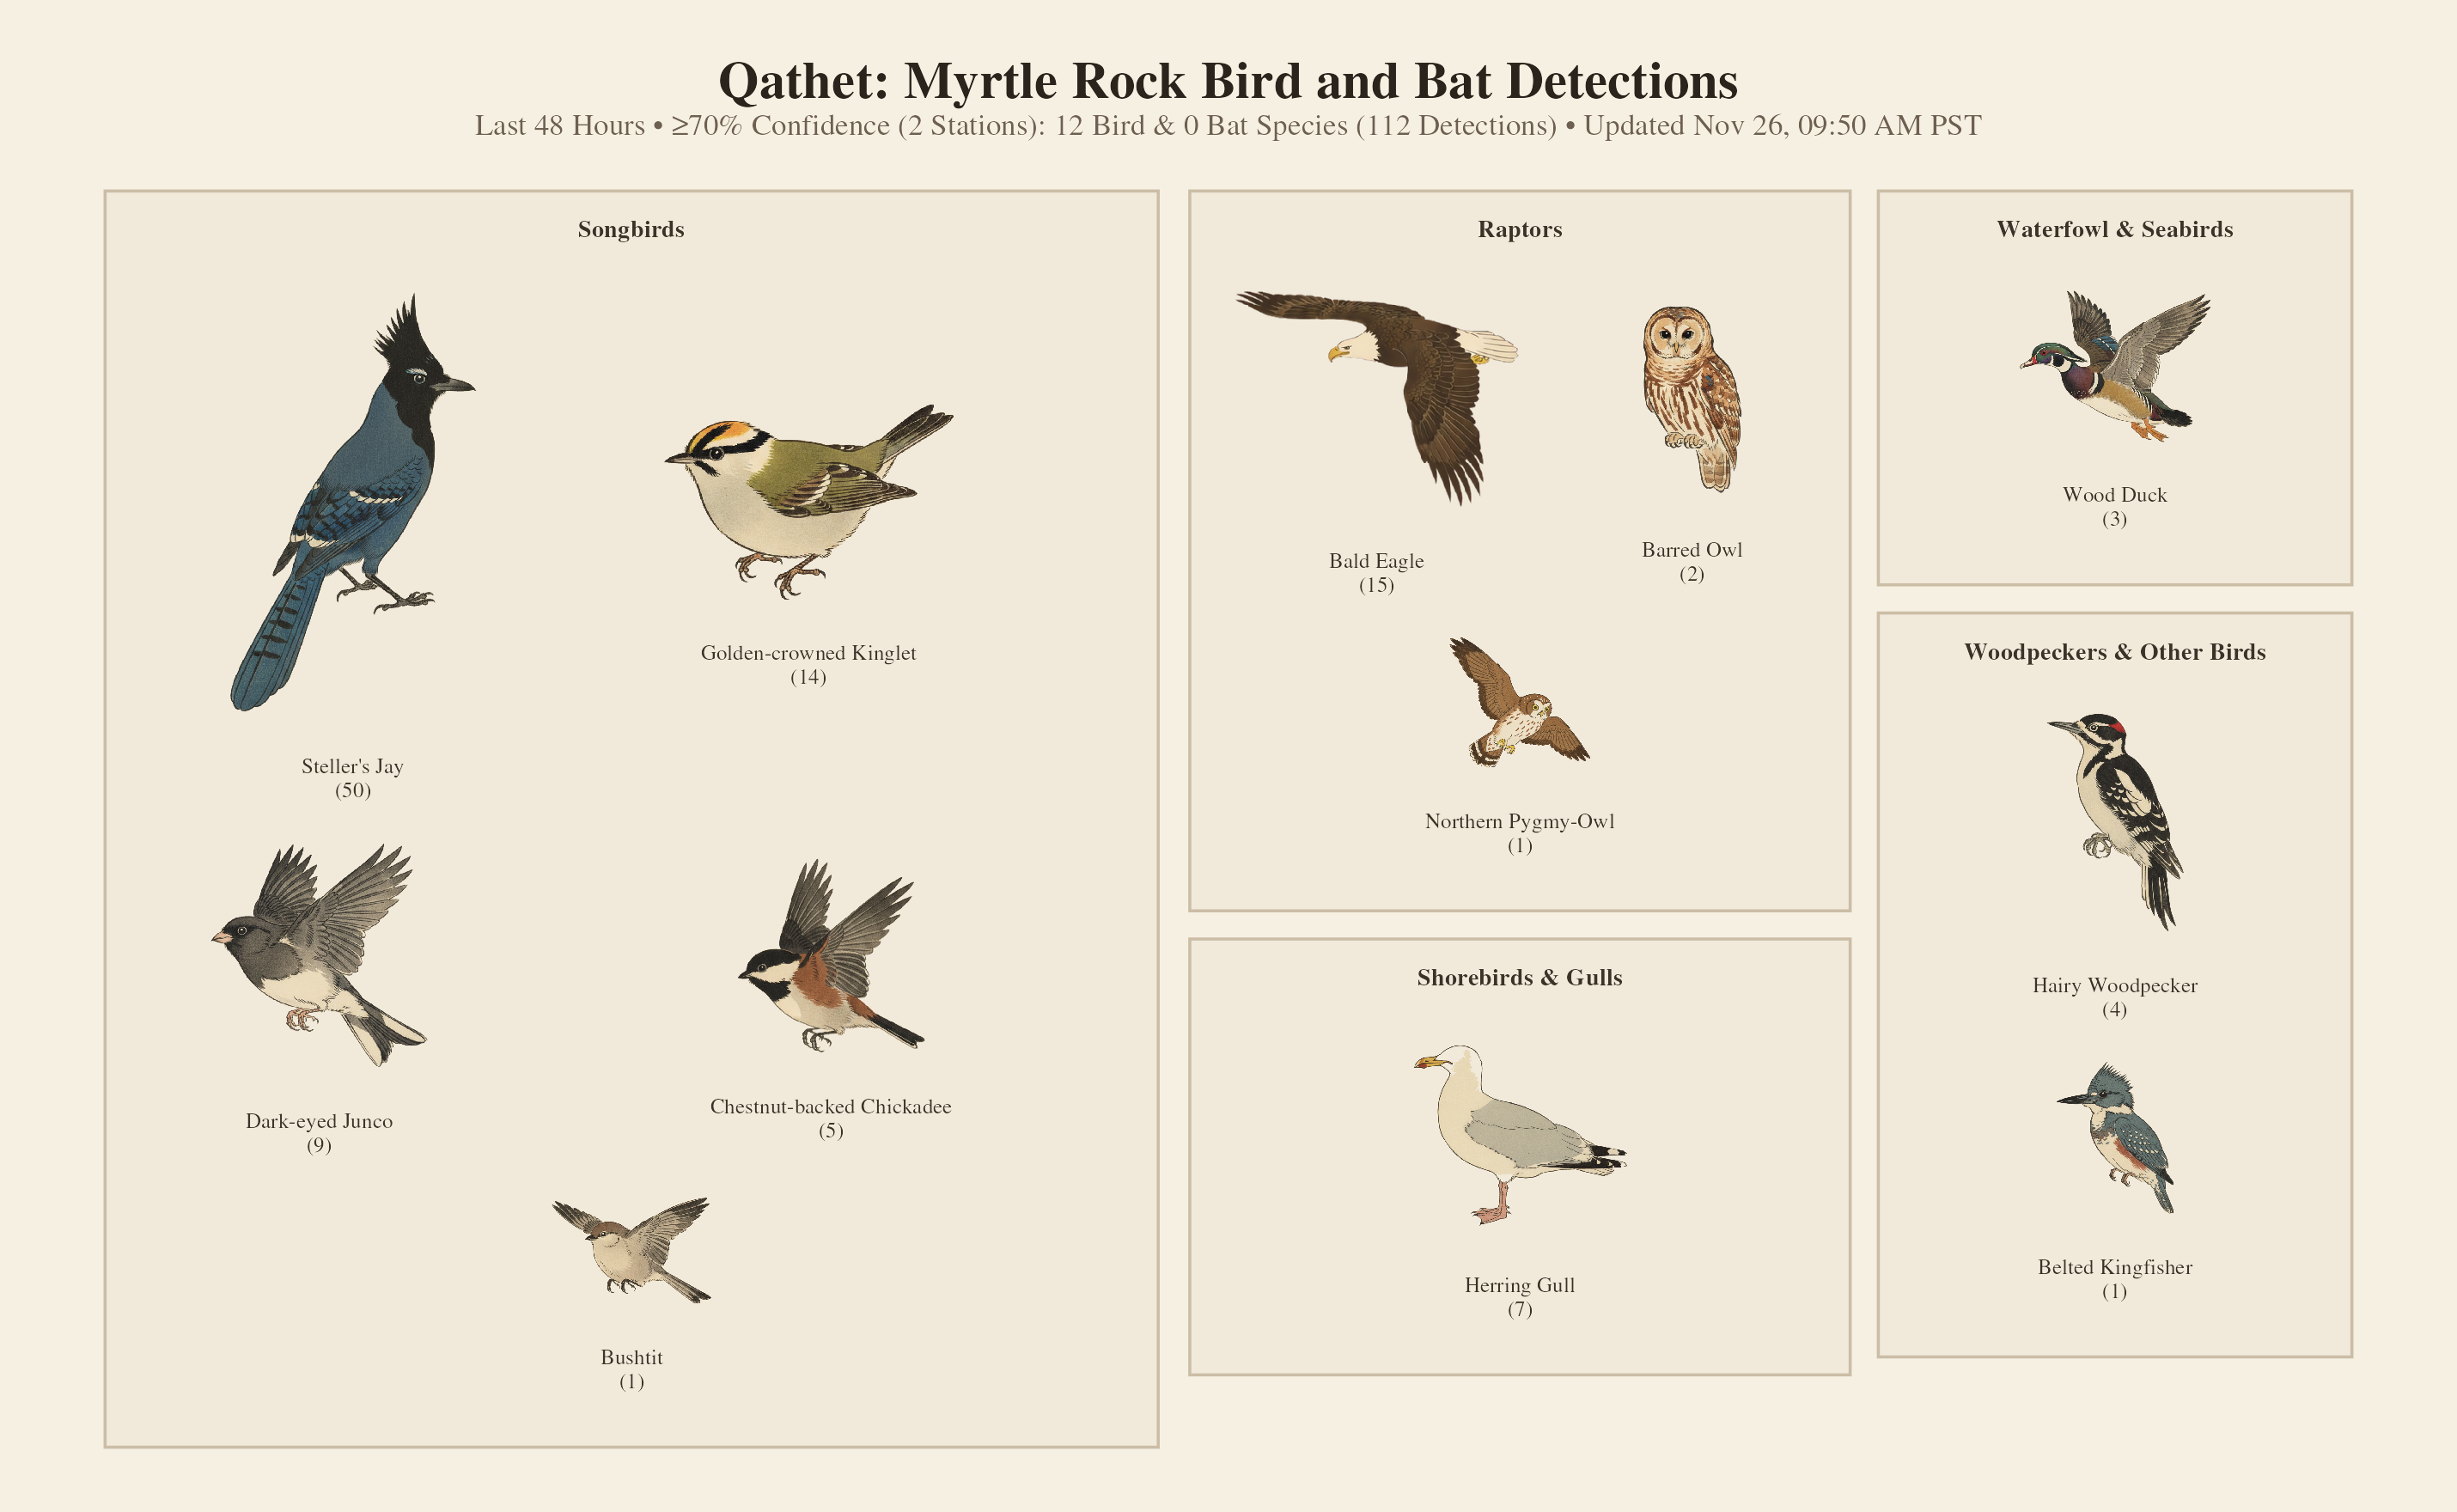 Qathet: Myrtle Rock Bird and Bat Detections
Last 48 Hours • ≥70% Confidence (2 Stations): 12 Bird & 0 Bat Species (112 Detections) • Updated Nov 26, 09:50 AM PST
Songbirds
Steller's Jay
(50)
Golden-crowned Kinglet
(14)
Dark-eyed Junco
(9)
Chestnut-backed Chickadee
(5)
Bushtit
(1)
Raptors
Bald Eagle
(15)
Barred Owl
(2)
Northern Pygmy-Owl
(1)
Shorebirds & Gulls
Herring Gull
(7)
Waterfowl & Seabirds
Wood Duck
(3)
Woodpeckers & Other Birds
Hairy Woodpecker
(4)
Belted Kingfisher
(1)